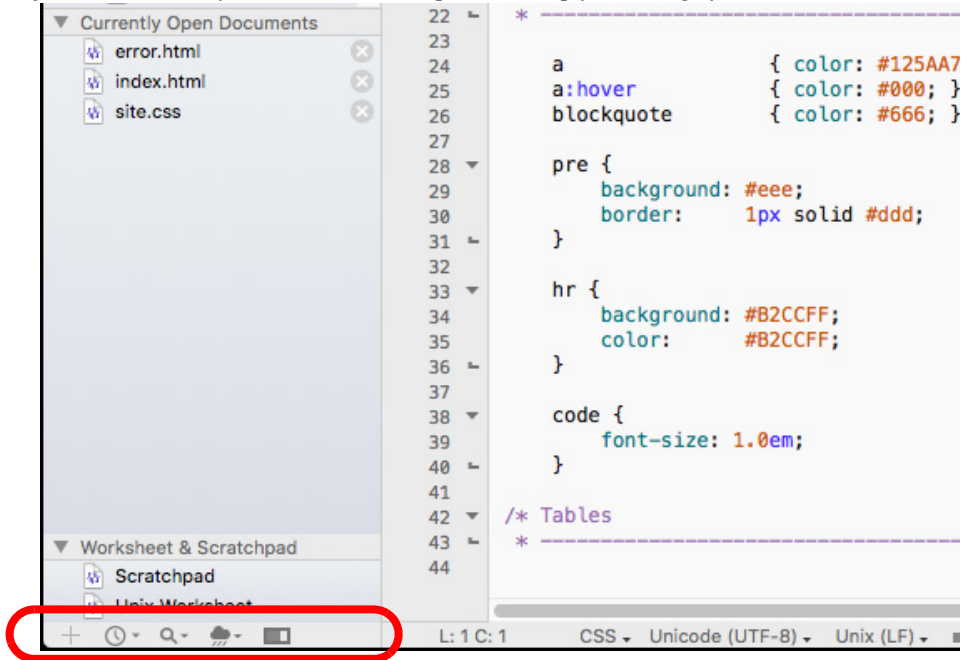 Currently Open Documents
error.html
index.html
site.css
Worksheet & Scratchpad
Scratchpad
Unix Worksheet
22 * ------------------------------------
23
24 a { color: #125AA7
25 a:hover { color: #000; }
26 blockquote { color: #666; }
27
28 pre {
29 background: #eee;
30 border: 1px solid #ddd;
31 }
32
33 hr {
34 background: #B2CCFF;
35 color: #B2CCFF;
36 }
37
38 code {
39 font-size: 1.0em;
40 }
41
42 /* Tables
43 * ------------------------------------
44
L: 1 C: 1 CSS Unicode (UTF-8) Unix (LF)